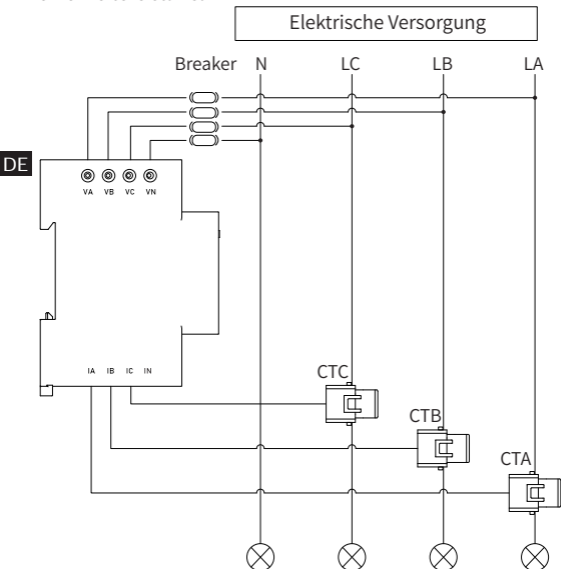 Elektrische Versorgung
Breaker N LC LB LA
DE
VA VB VC VN
IA IB IC IN
CTC
CTB
CTA